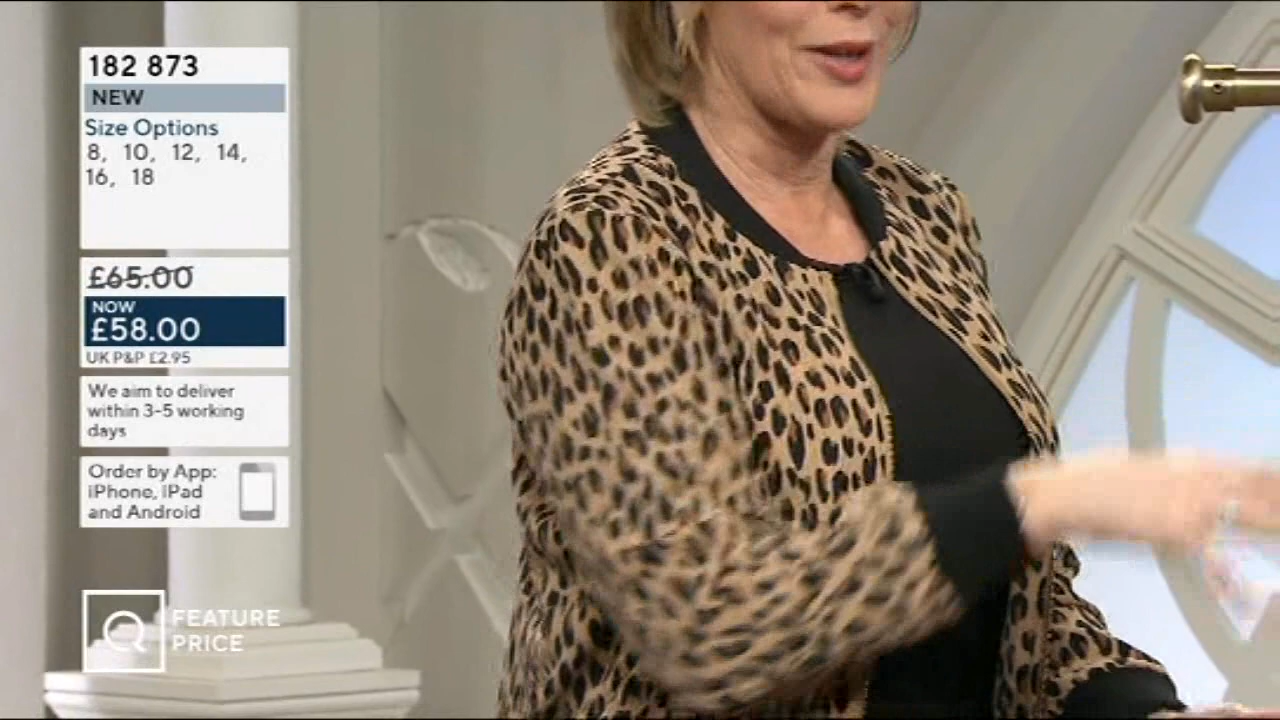 182 873
NEW
Size Options
8, 10, 12, 14,
16, 18
£65.00
NOW
£58.00
UK P&P £2.95
We aim to deliver
within 3-5 working
days
Order by App:
iPhone, iPad
and Android
Q FEATURE
PRICE